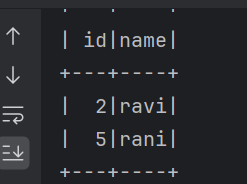 | id|name|
+---+----+
|  2|ravi|
|  5|rani|
+---+----+